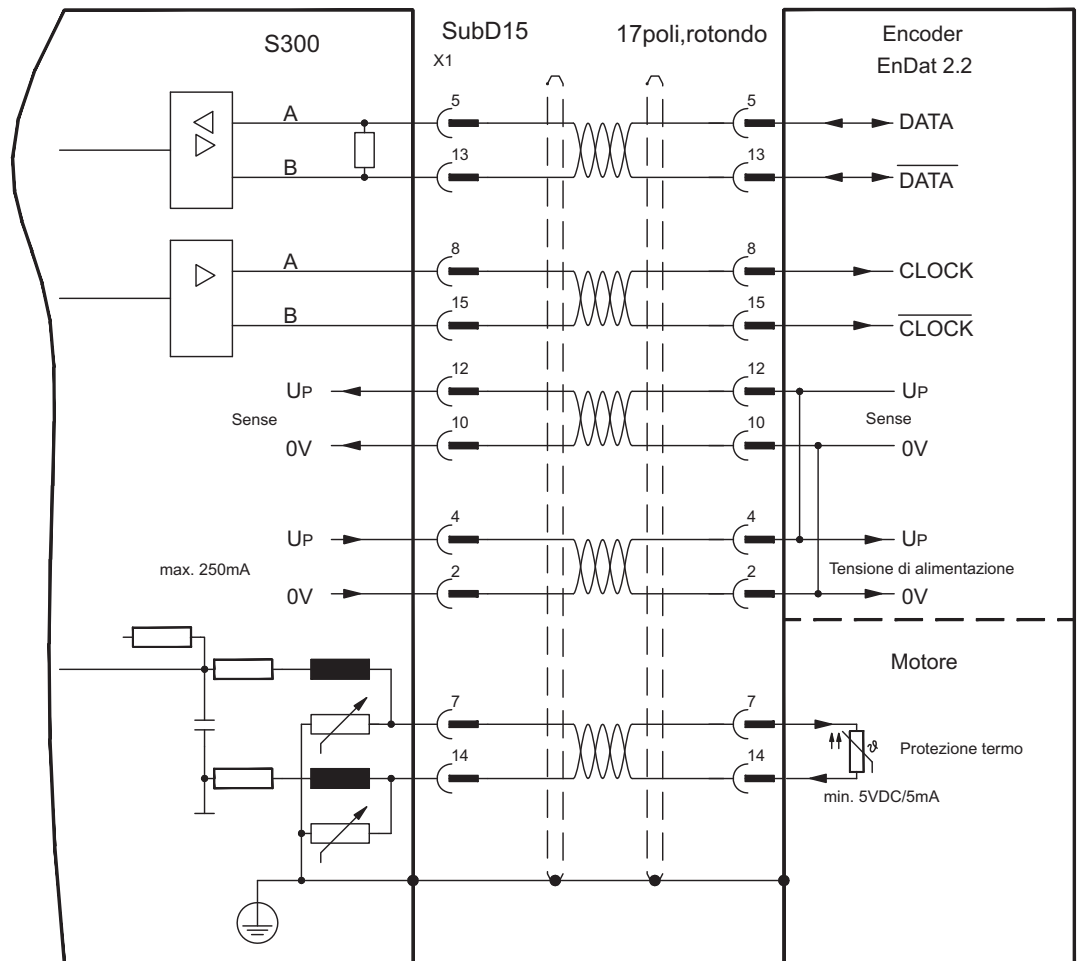 S300
SubD15
X1
17poli,rotondo
Encoder
EnDat 2.2
A
5
5
DATA
B
13
13
DATA
A
8
8
CLOCK
B
15
15
CLOCK
UP
12
12
UP
Sense
Sense
0V
10
10
0V
UP
4
4
UP
max. 250mA
Tensione di alimentazione
0V
2
2
0V
Motore
7
7
Protezione termo
ϑ
14
14
min. 5VDC/5mA